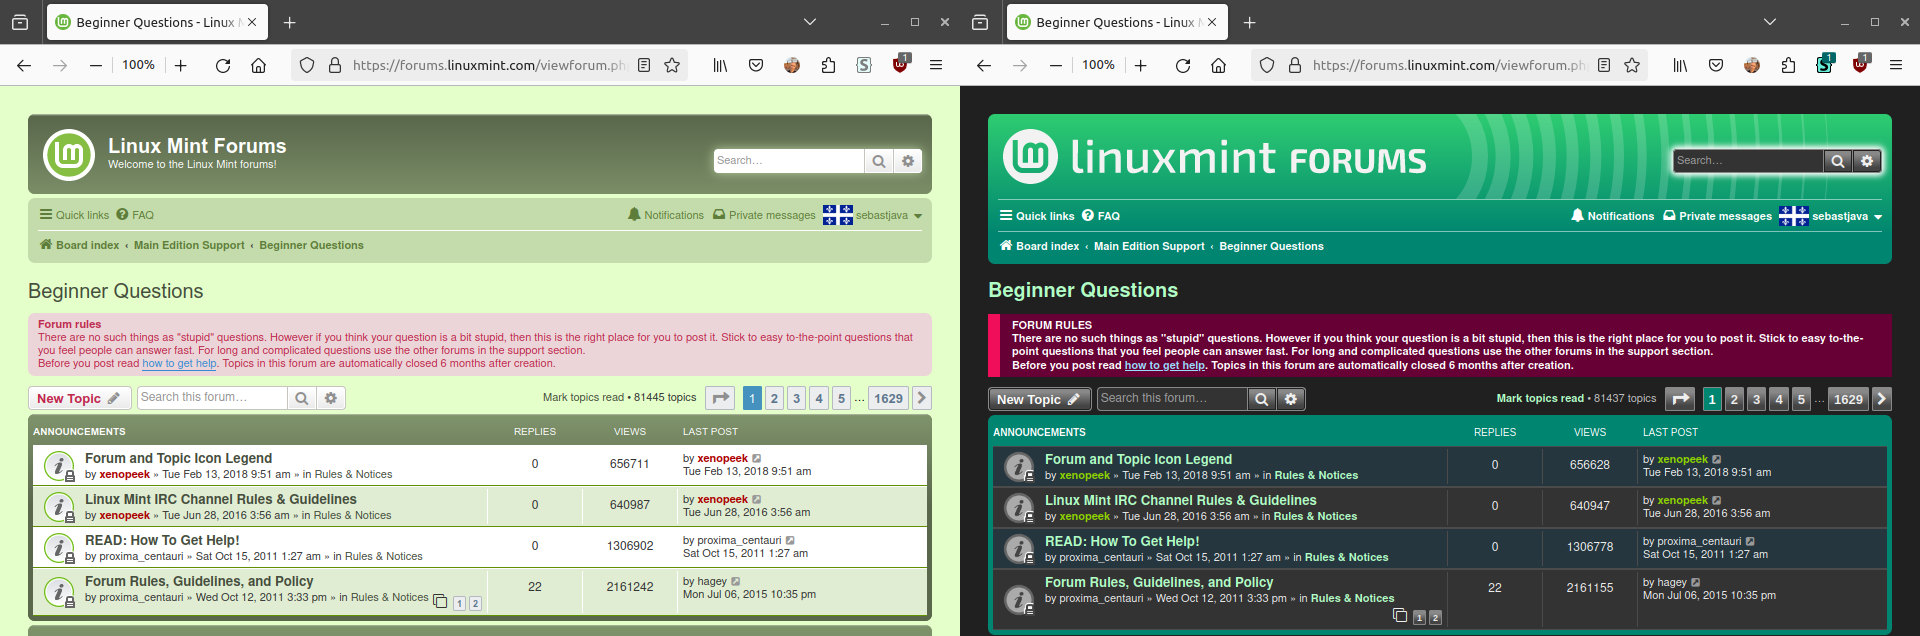 Beginner Questions - Linux M
100%
https://forums.linuxmint.com/viewforum.ph
1
Linux Mint Forums
Welcome to the Linux Mint forums!
Search…
Quick links FAQ
Notifications Private messages sebastjava
Board index ‹ Main Edition Support ‹ Beginner Questions
Beginner Questions
Forum rules
There are no such things as "stupid" questions. However if you think your question is a bit stupid, then this is the right place for you to post it. Stick to easy to-the-point questions that
you feel people can answer fast. For long and complicated questions use the other forums in the support section.
Before you post read how to get help. Topics in this forum are automatically closed 6 months after creation.
New Topic Search this forum… Mark topics read • 81445 topics 1 2 3 4 5 … 1629
ANNOUNCEMENTS REPLIES VIEWS LAST POST
Forum and Topic Icon Legend
by xenopeek » Tue Feb 13, 2018 9:51 am » in Rules & Notices
0 656711
by xenopeek
Tue Feb 13, 2018 9:51 am
Linux Mint IRC Channel Rules & Guidelines
by xenopeek » Tue Jun 28, 2016 3:56 am » in Rules & Notices
0 640987
by xenopeek
Tue Jun 28, 2016 3:56 am
READ: How To Get Help!
by proxima_centauri » Sat Oct 15, 2011 1:27 am » in Rules & Notices
0 1306902
by proxima_centauri
Sat Oct 15, 2011 1:27 am
Forum Rules, Guidelines, and Policy
by proxima_centauri » Wed Oct 12, 2011 3:33 pm » in Rules & Notices 1 2
22 2161242
by hagey
Mon Jul 06, 2015 10:35 pm
Beginner Questions - Linux M
100%
https://forums.linuxmint.com/viewforum.ph
1
1
linuxmint FORUMS
Search…
Quick links FAQ
Notifications Private messages sebastjava
Board index ‹ Main Edition Support ‹ Beginner Questions
Beginner Questions
FORUM RULES
There are no such things as "stupid" questions. However if you think your question is a bit stupid, then this is the right place for you to post it. Stick to easy to-the-
point questions that you feel people can answer fast. For long and complicated questions use the other forums in the support section.
Before you post read how to get help. Topics in this forum are automatically closed 6 months after creation.
New Topic Search this forum… Mark topics read • 81437 topics 1 2 3 4 5 … 1629
ANNOUNCEMENTS REPLIES VIEWS LAST POST
Forum and Topic Icon Legend
by xenopeek » Tue Feb 13, 2018 9:51 am » in Rules & Notices
0 656628
by xenopeek
Tue Feb 13, 2018 9:51 am
Linux Mint IRC Channel Rules & Guidelines
by xenopeek » Tue Jun 28, 2016 3:56 am » in Rules & Notices
0 640947
by xenopeek
Tue Jun 28, 2016 3:56 am
READ: How To Get Help!
by proxima_centauri » Sat Oct 15, 2011 1:27 am » in Rules & Notices
0 1306778
by proxima_centauri
Sat Oct 15, 2011 1:27 am
Forum Rules, Guidelines, and Policy
by proxima_centauri » Wed Oct 12, 2011 3:33 pm » in Rules & Notices
1 2
22 2161155
by hagey
Mon Jul 06, 2015 10:35 pm